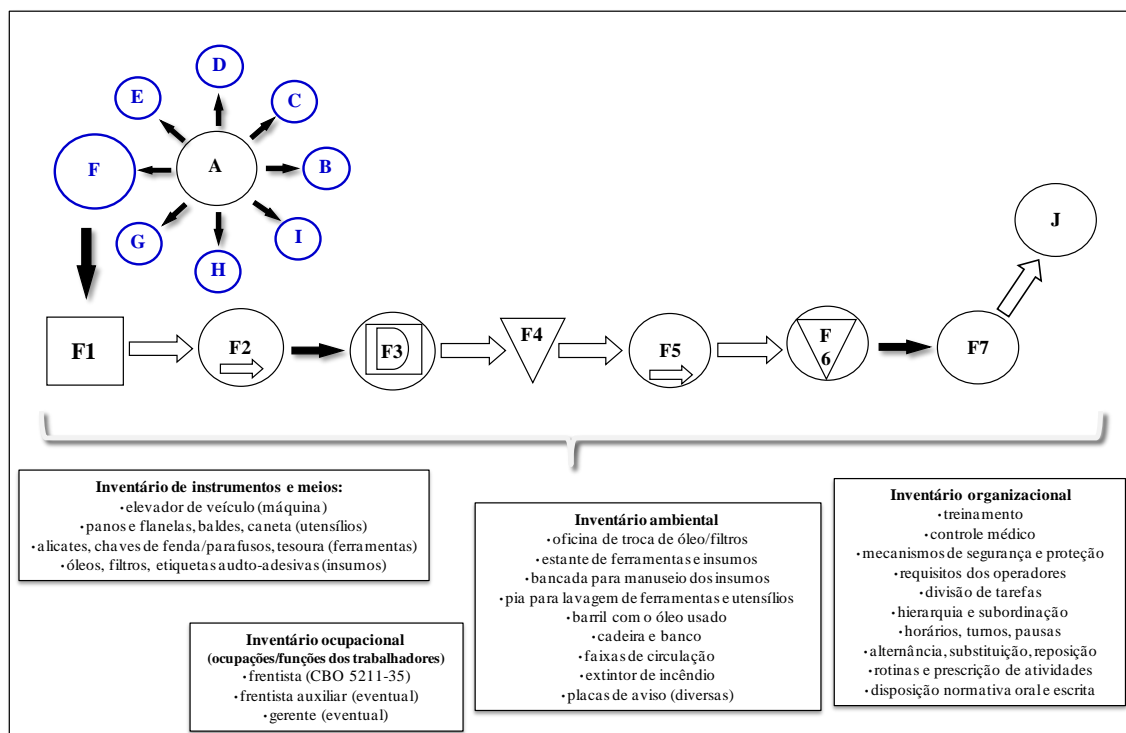 D
E
C
F
A
B
G
I
H
J
F1
F2
F3
D
F4
F5
F
6
F7
Inventário de instrumentos e meios:
•elevador de veículo (máquina)
•panos e flanelas, baldes, caneta (utensílios)
•alicates, chaves de fenda/parafusos, tesoura (ferramentas)
•óleos, filtros, etiquetas audto-adesivas (insumos)
Inventário ocupacional
(ocupações/funções dos trabalhadores)
•frentista (CBO 5211-35)
•frentista auxiliar (eventual)
•gerente (eventual)
Inventário ambiental
•oficina de troca de óleo/filtros
•estante de ferramentas e insumos
•bancada para manuseio dos insumos
•pia para lavagem de ferramentas e utensílios
•barril com o óleo usado
•cadeira e banco
•faixas de circulação
•extintor de incêndio
•placas de aviso (diversas)
Inventário organizacional
•treinamento
•controle médico
•mecanismos de segurança e proteção
•requisitos dos operadores
•divisão de tarefas
•hierarquia e subordinação
•horários, turnos, pausas
•alternância, substituição, reposição
•rotinas e prescrição de atividades
•disposição normativa oral e escrita